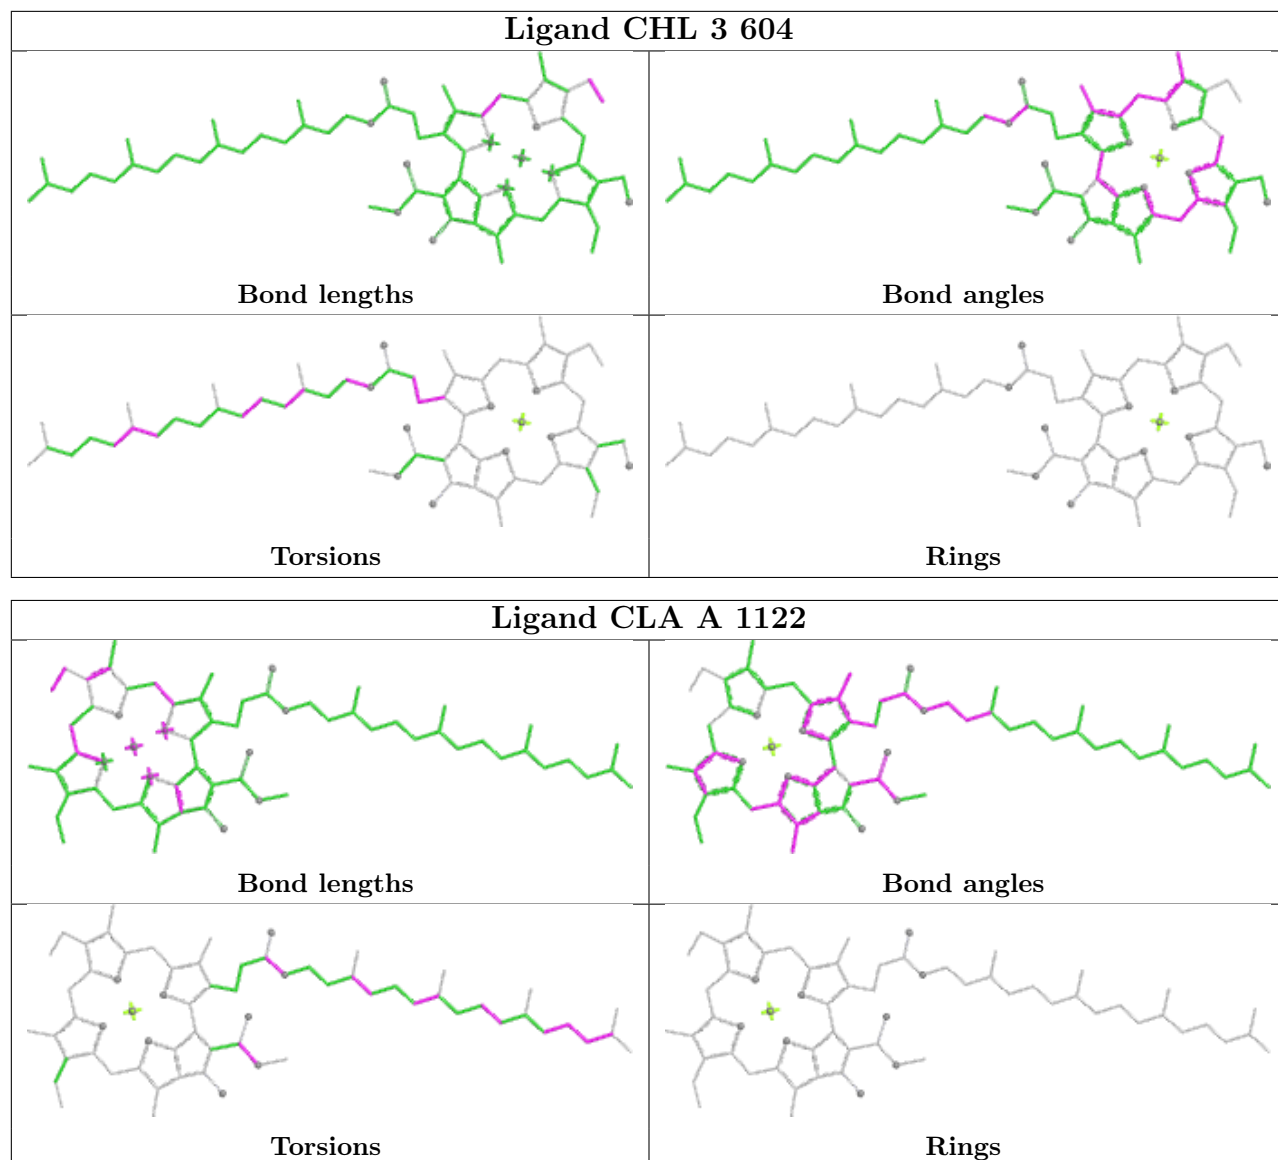 Ligand CHL 3 604
Bond lengths
Bond angles
Torsions
Rings
Ligand CLA A 1122
Bond lengths
Bond angles
Torsions
Rings